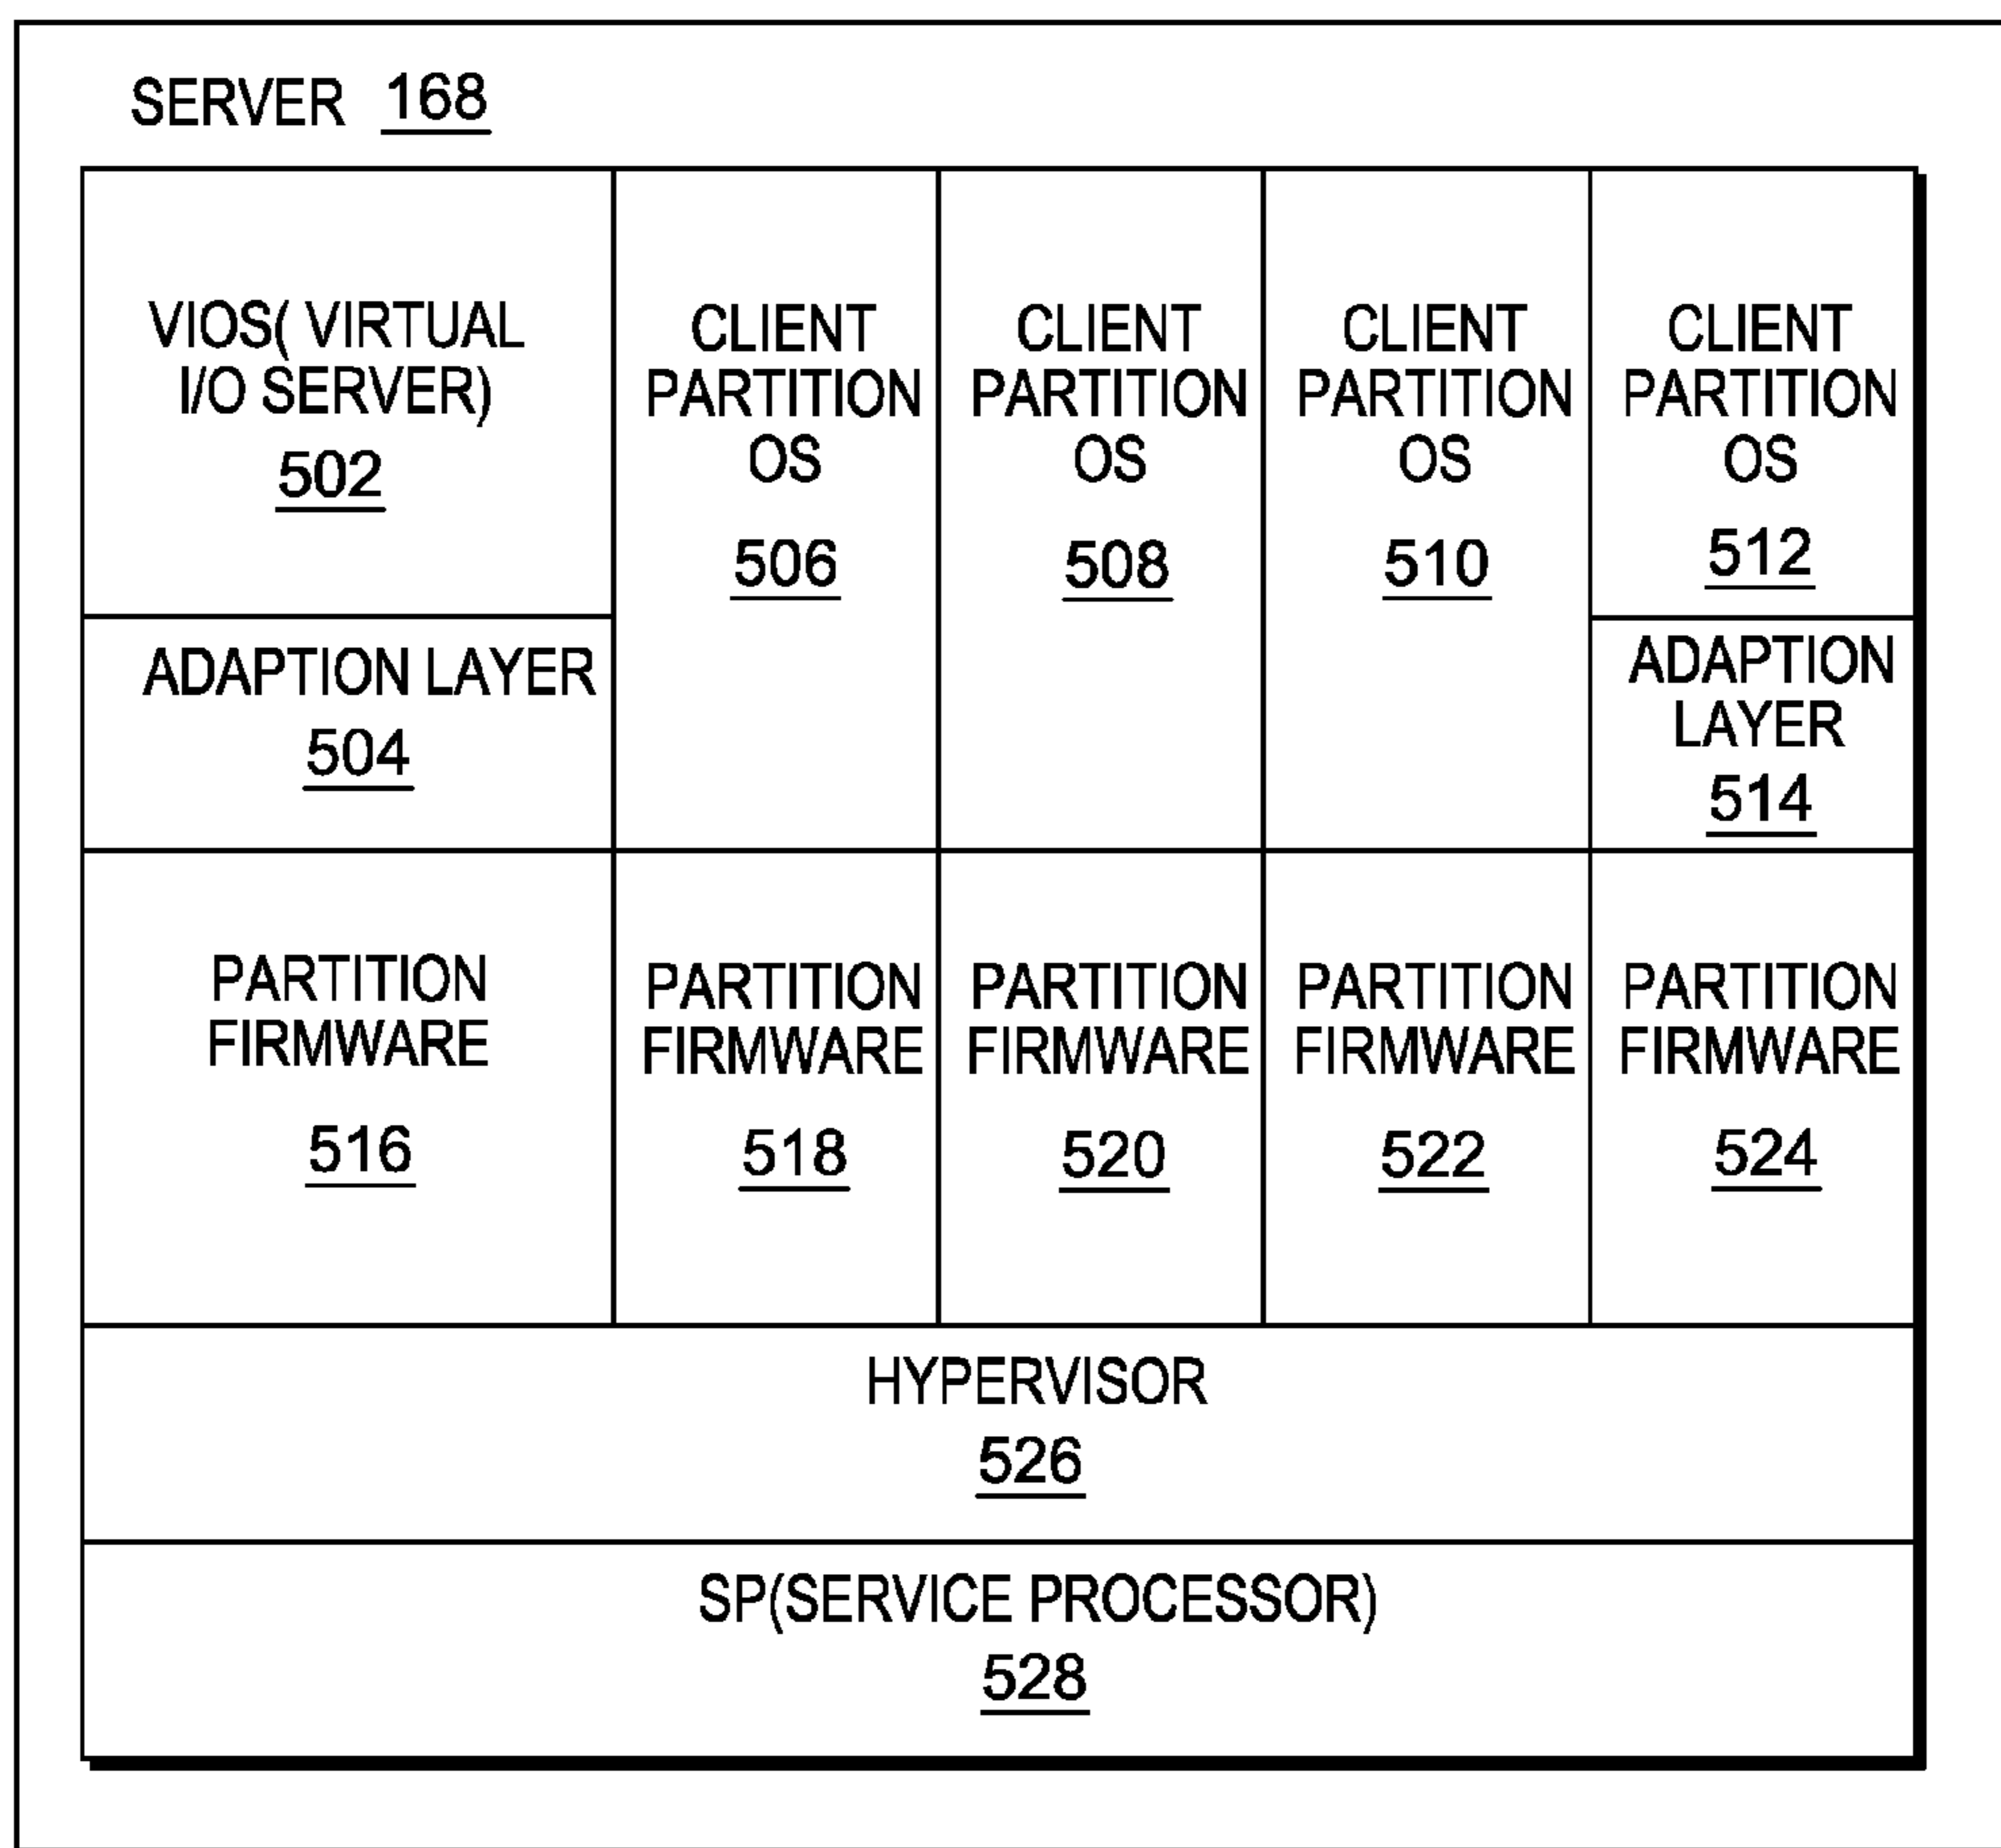 SERVER 168
VIOS( VIRTUAL
I/O SERVER)
502
ADAPTION LAYER
504
CLIENT
PARTITION
OS
506
CLIENT
PARTITION
OS
508
CLIENT
PARTITION
OS
510
CLIENT
PARTITION
OS
512
ADAPTION
LAYER
514
PARTITION
FIRMWARE
516
PARTITION
FIRMWARE
518
PARTITION
FIRMWARE
520
PARTITION
FIRMWARE
522
PARTITION
FIRMWARE
524
HYPERVISOR
526
SP(SERVICE PROCESSOR)
528